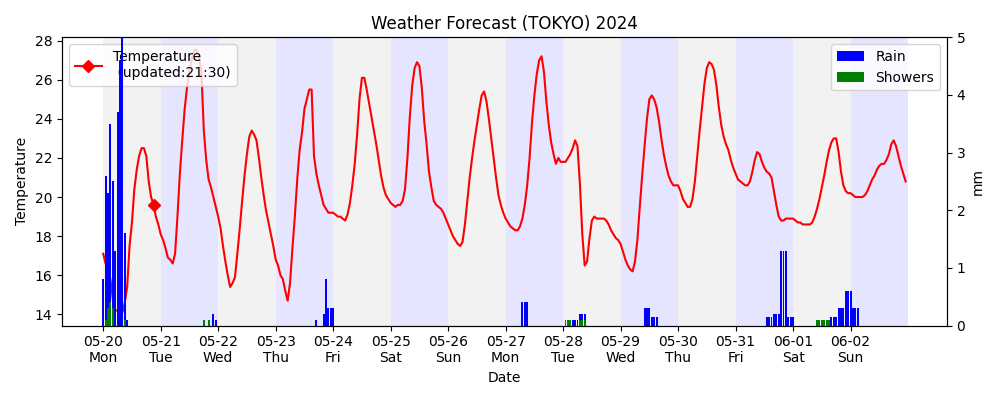 Weather Forecast (TOKYO) 2024
Temperature
(updated:21:30)
Rain
Showers
Temperature
28
26
24
22
20
18
16
14
5
4
3
2
1
0
mm
05-20 05-21 05-22 05-23 05-24 05-25 05-26 05-27 05-28 05-29 05-30 05-31 06-01 06-02
Mon Tue Wed Thu Fri Sat Sun Mon Tue Wed Thu Fri Sat Sun
Date